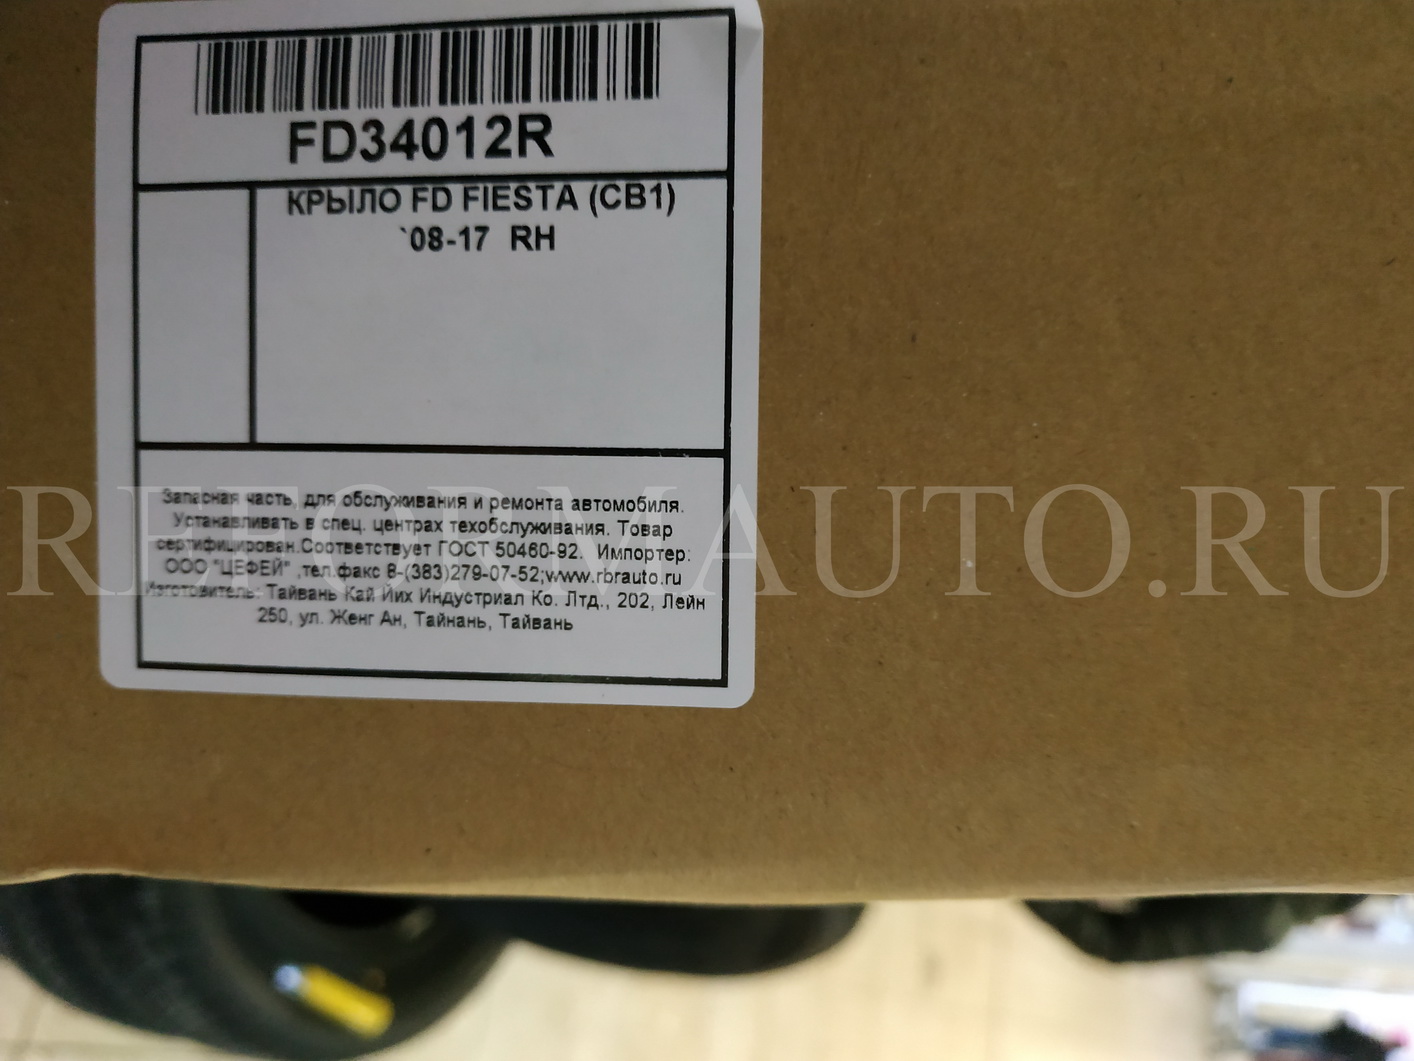 FD34012R
КРЫЛО FD FIESTA (CB1)
`08-17 RH
Запасная часть, для обслуживания и ремонта автомобиля.
Устанавливать в спец. центрах техобслуживания. Товар
сертифицирован.Соответствует ГОСТ 50460-92. Импортер:
ООО "ЦЕФЕЙ" ,тел.факс 8-(383)279-07-52;www.rbrauto.ru
Изготовитель: Тайвань Кай Йих Индустриал Ко. Лтд., 202, Лейн
250, ул. Женг Ан, Тайнань, Тайвань
REFORMAUTO.RU